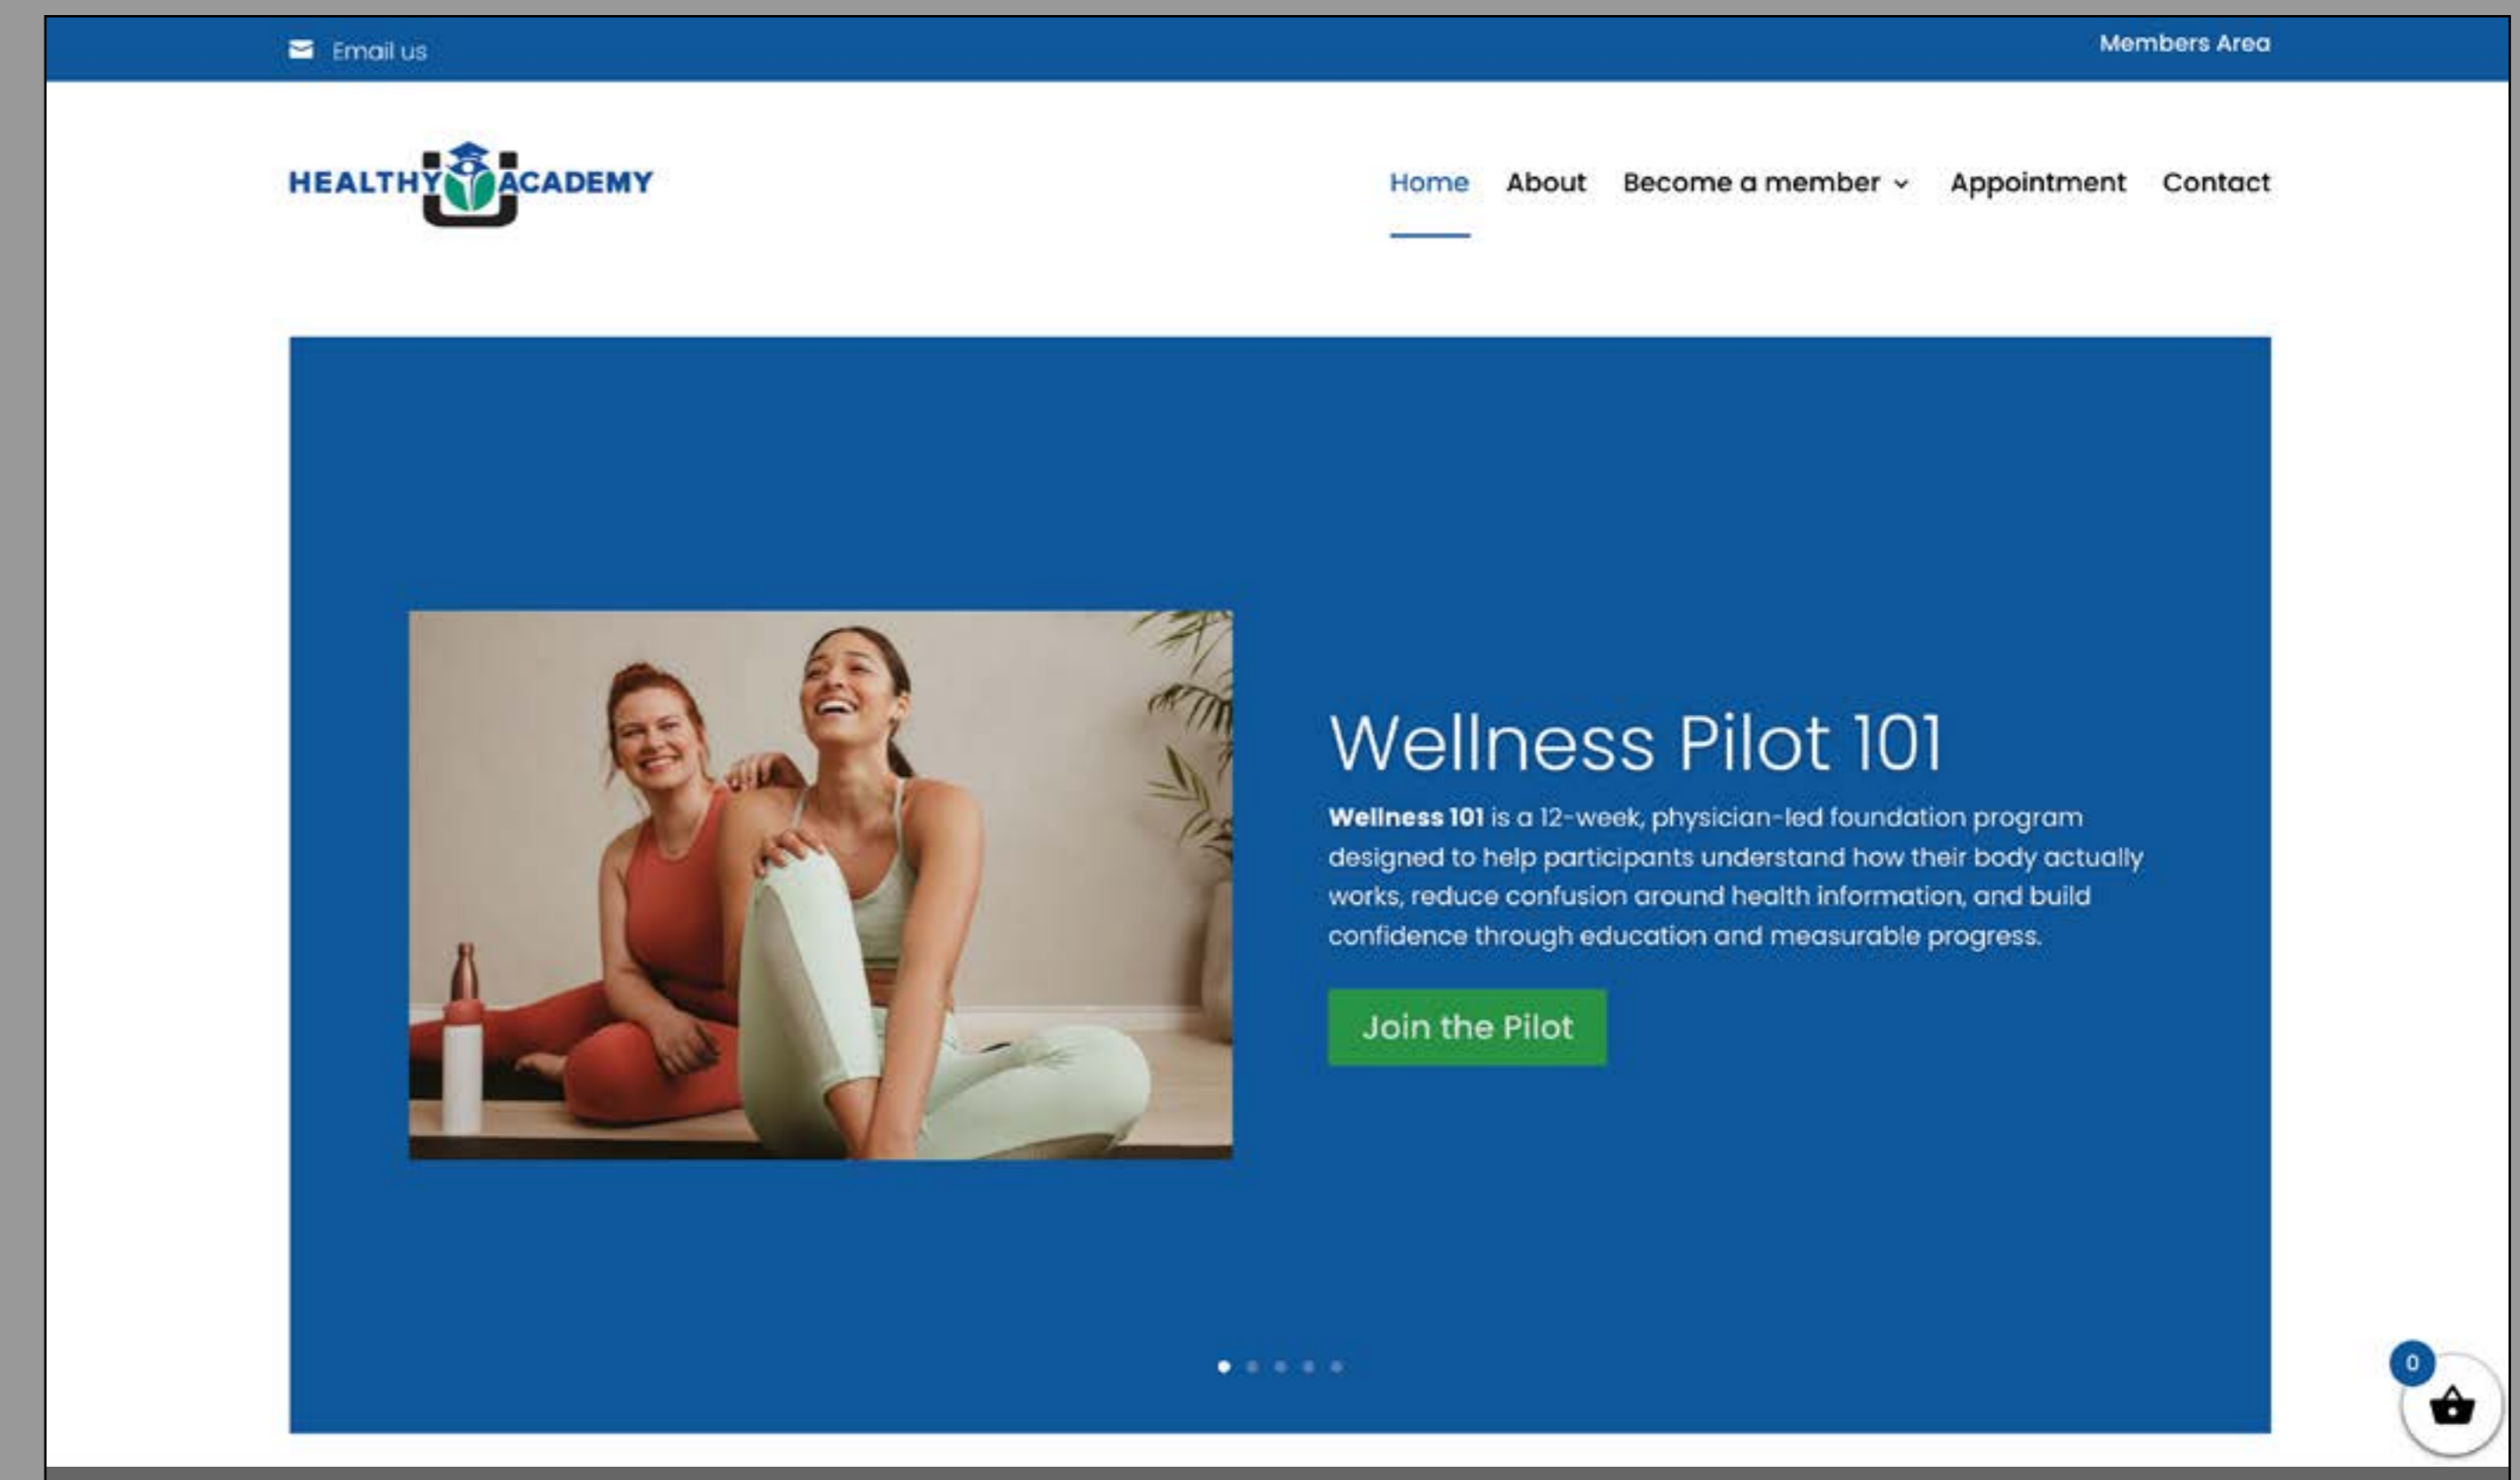 Email us
Members Area
HEALTHY ACADEMY
Home About Become a member Appointment Contact
Wellness Pilot 101
Wellness 101 is a 12-week, physician-led foundation program
designed to help participants understand how their body actually
works, reduce confusion around health information, and build
confidence through education and measurable progress.
Join the Pilot
0